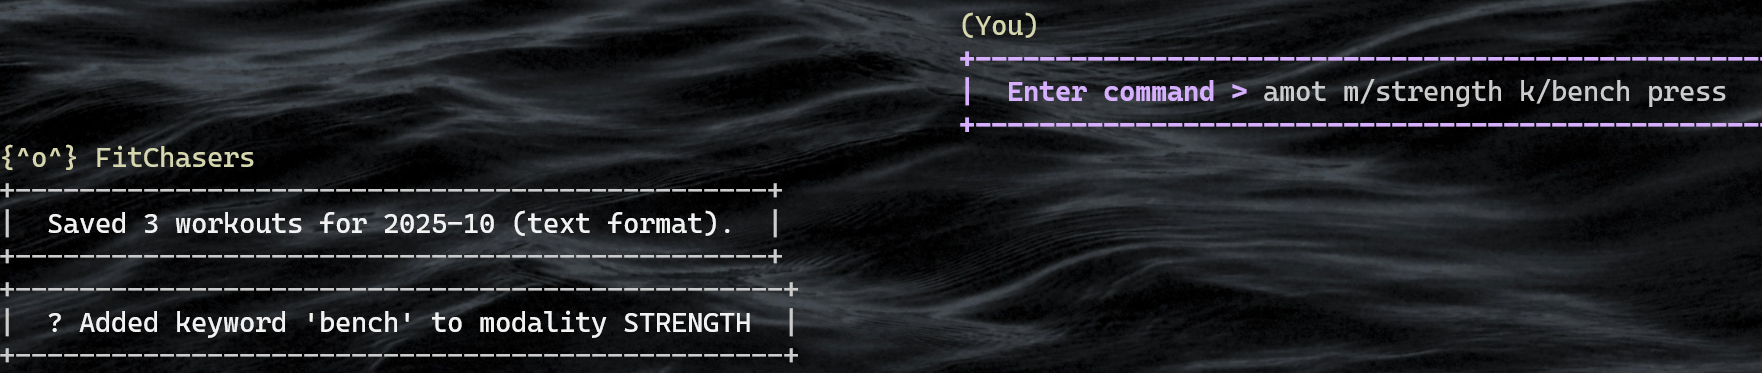 (You)
+-------------------------------------------------
|  Enter command > amot m/strength k/bench press
+-------------------------------------------------
{^o^} FitChasers
+-----------------------------------------------+
|  Saved 3 workouts for 2025-10 (text format).  |
+-----------------------------------------------+
+------------------------------------------------+
|  ? Added keyword 'bench' to modality STRENGTH  |
+------------------------------------------------+